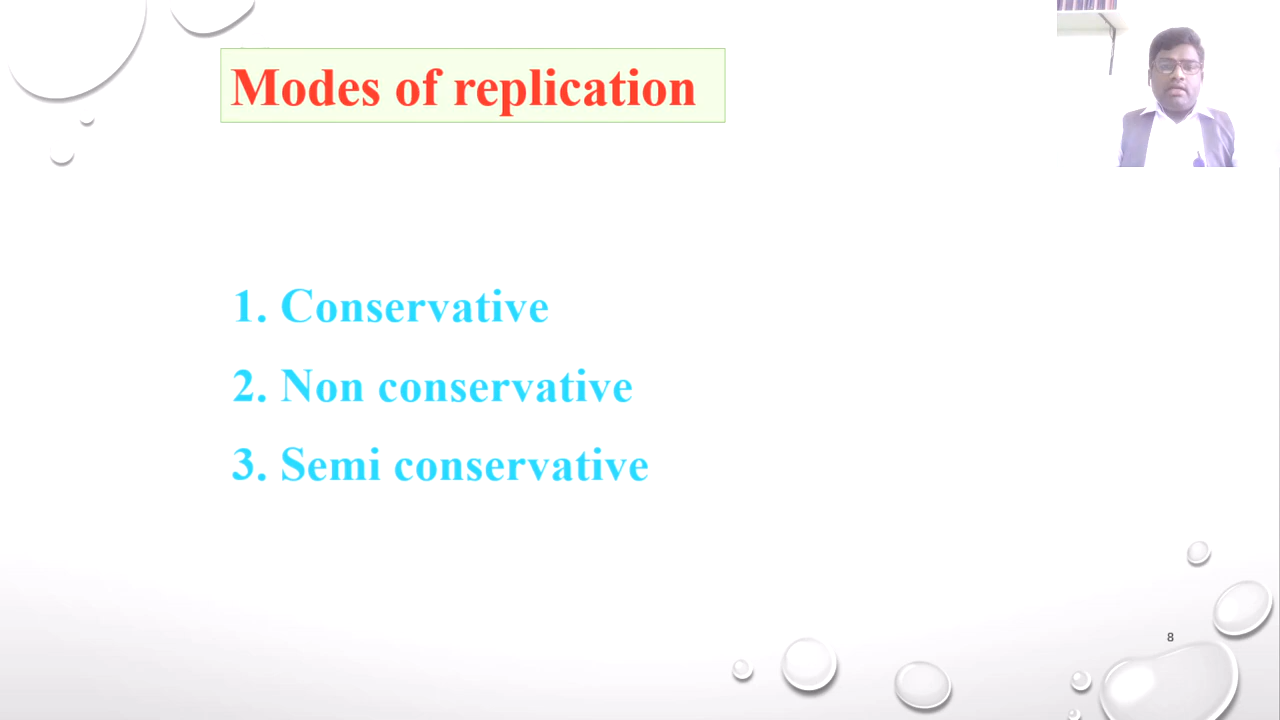 Modes of replication
1. Conservative
2. Non conservative
3. Semi conservative
8